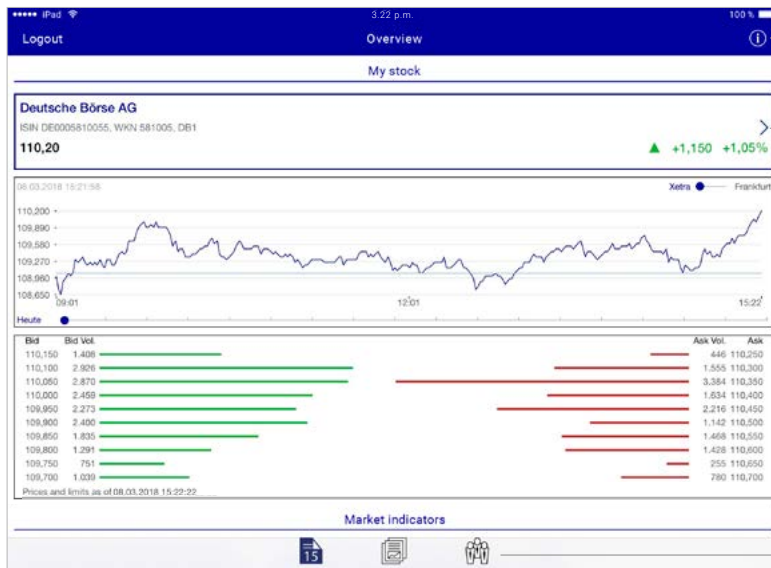 iPad 3.22 p.m. 100 %
Logout Overview
My stock
Deutsche Börse AG
ISIN DE0005810055, WKN 581005, DB1
110,20 +1,150 +1,05%
08.03.2018 15:21:58 Xetra Frankfurt
110,200
109,890
109,580
109,270
108,960
108,650
09:01 12:01 15:22
Heute
Bid Bid Vol. Ask Vol. Ask
110,150 1.408 446 110,250
110,100 2.926 1.555 110,300
110,050 2.870 3.384 110,350
110,000 2.459 1.634 110,400
109,950 2.273 2.216 110,450
109,900 2.400 1.142 110,500
109,850 1.835 1.468 110,550
109,800 1.291 1.428 110,600
109,750 751 255 110,650
109,700 1.039 780 110,700
Prices and limits as of 08.03.2018 15:22:22
Market indicators
15